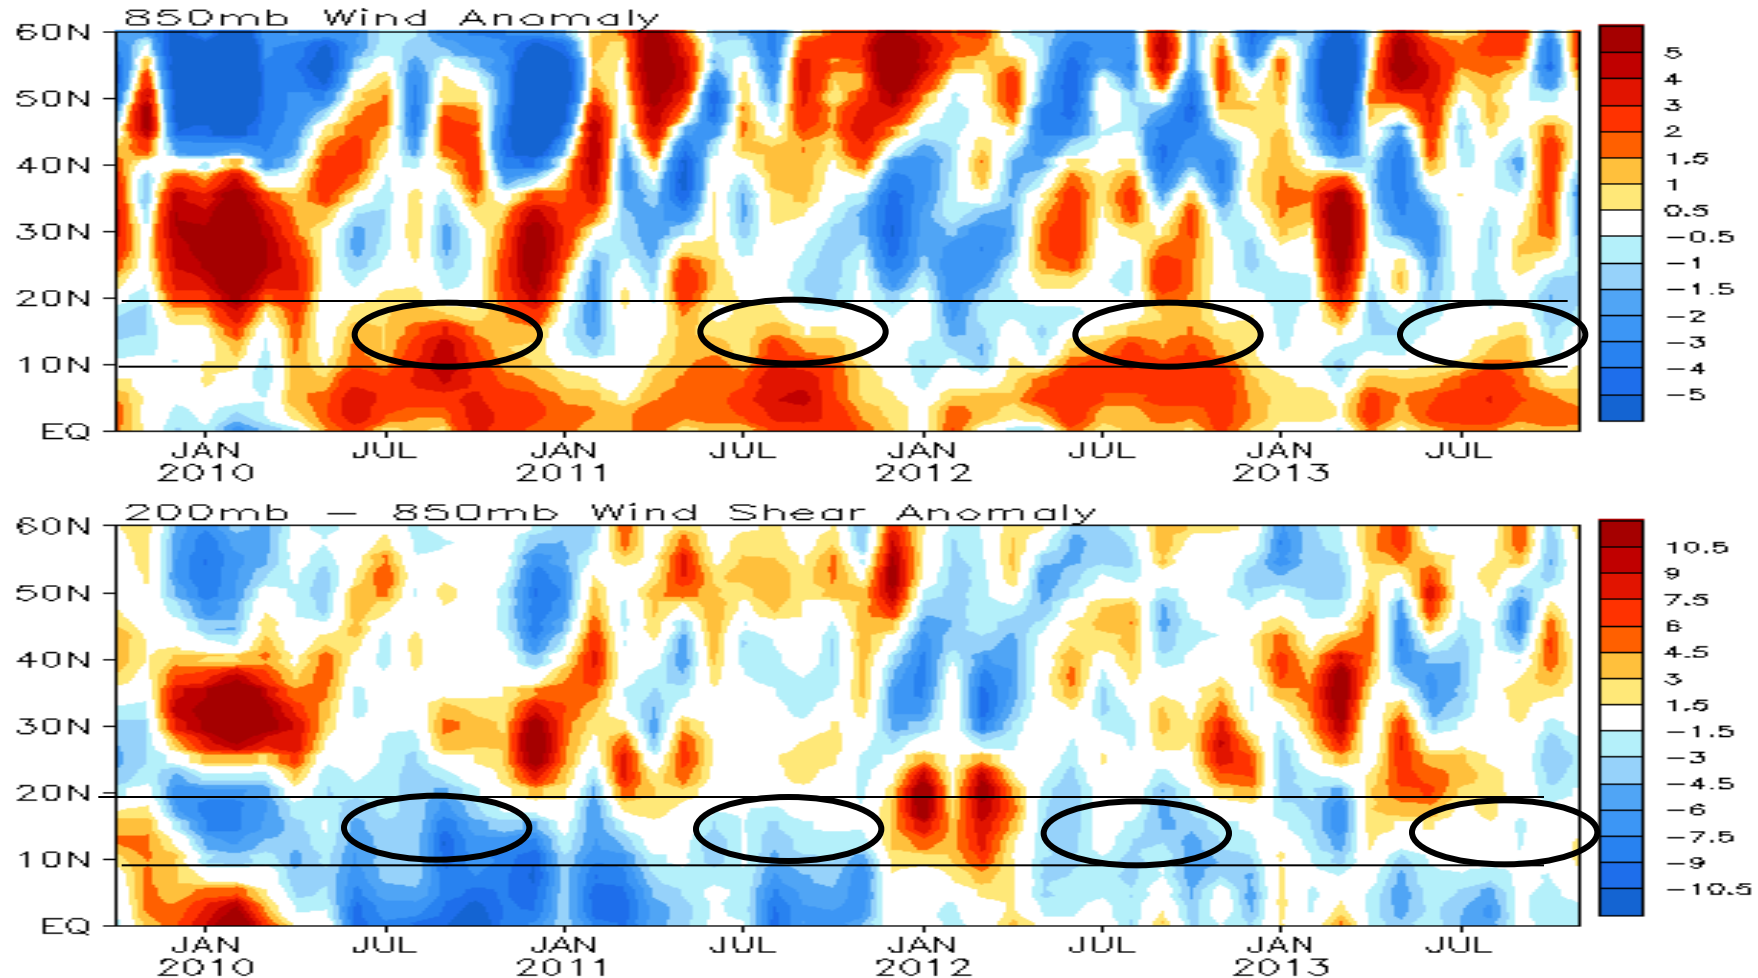 850mb Wind Anomaly
60N
50N
40N
30N
20N
10N
EQ
JAN JUL JAN JUL JAN JUL JAN JUL
2010 2011 2012 2013
5
4
3
2
1.5
1
0.5
−0.5
−1
−1.5
−2
−3
−4
−5
200mb − 850mb Wind Shear Anomaly
60N
50N
40N
30N
20N
10N
EQ
JAN JUL JAN JUL JAN JUL JAN JUL
2010 2011 2012 2013
10.5
9
7.5
6
4.5
3
1.5
−1.5
−3
−4.5
−6
−7.5
−9
−10.5